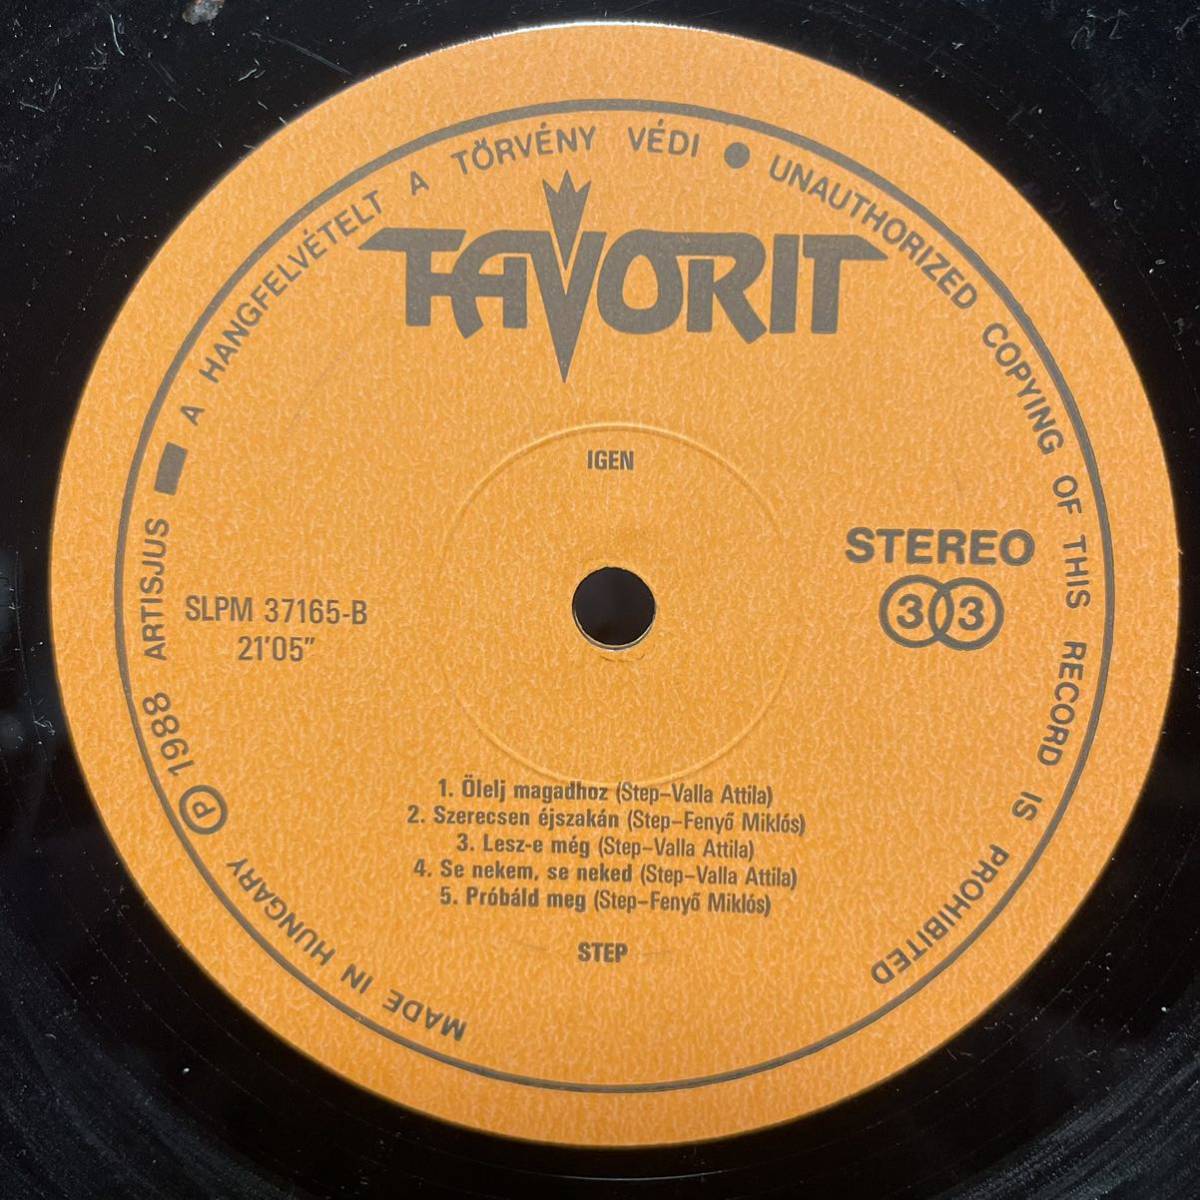 A HANGFELVÉTELT A TÖRVÉNY VÉDI ● UNAUTHORIZED COPYING OF THIS RECORD IS PROHIBITED
FAVORIT
IGEN
STEREO
33
SLPM 37165-B
21'05"
1. Ölelj magadhoz (Step–Valla Attila)
2. Szerecsen éjszakán (Step–Fenyő Miklós)
3. Lesz-e még (Step–Valla Attila)
4. Se nekem, se neked (Step–Valla Attila)
5. Próbáld meg (Step–Fenyő Miklós)
STEP
MADE IN HUNGARY Ⓟ 1988 ARTISJUS